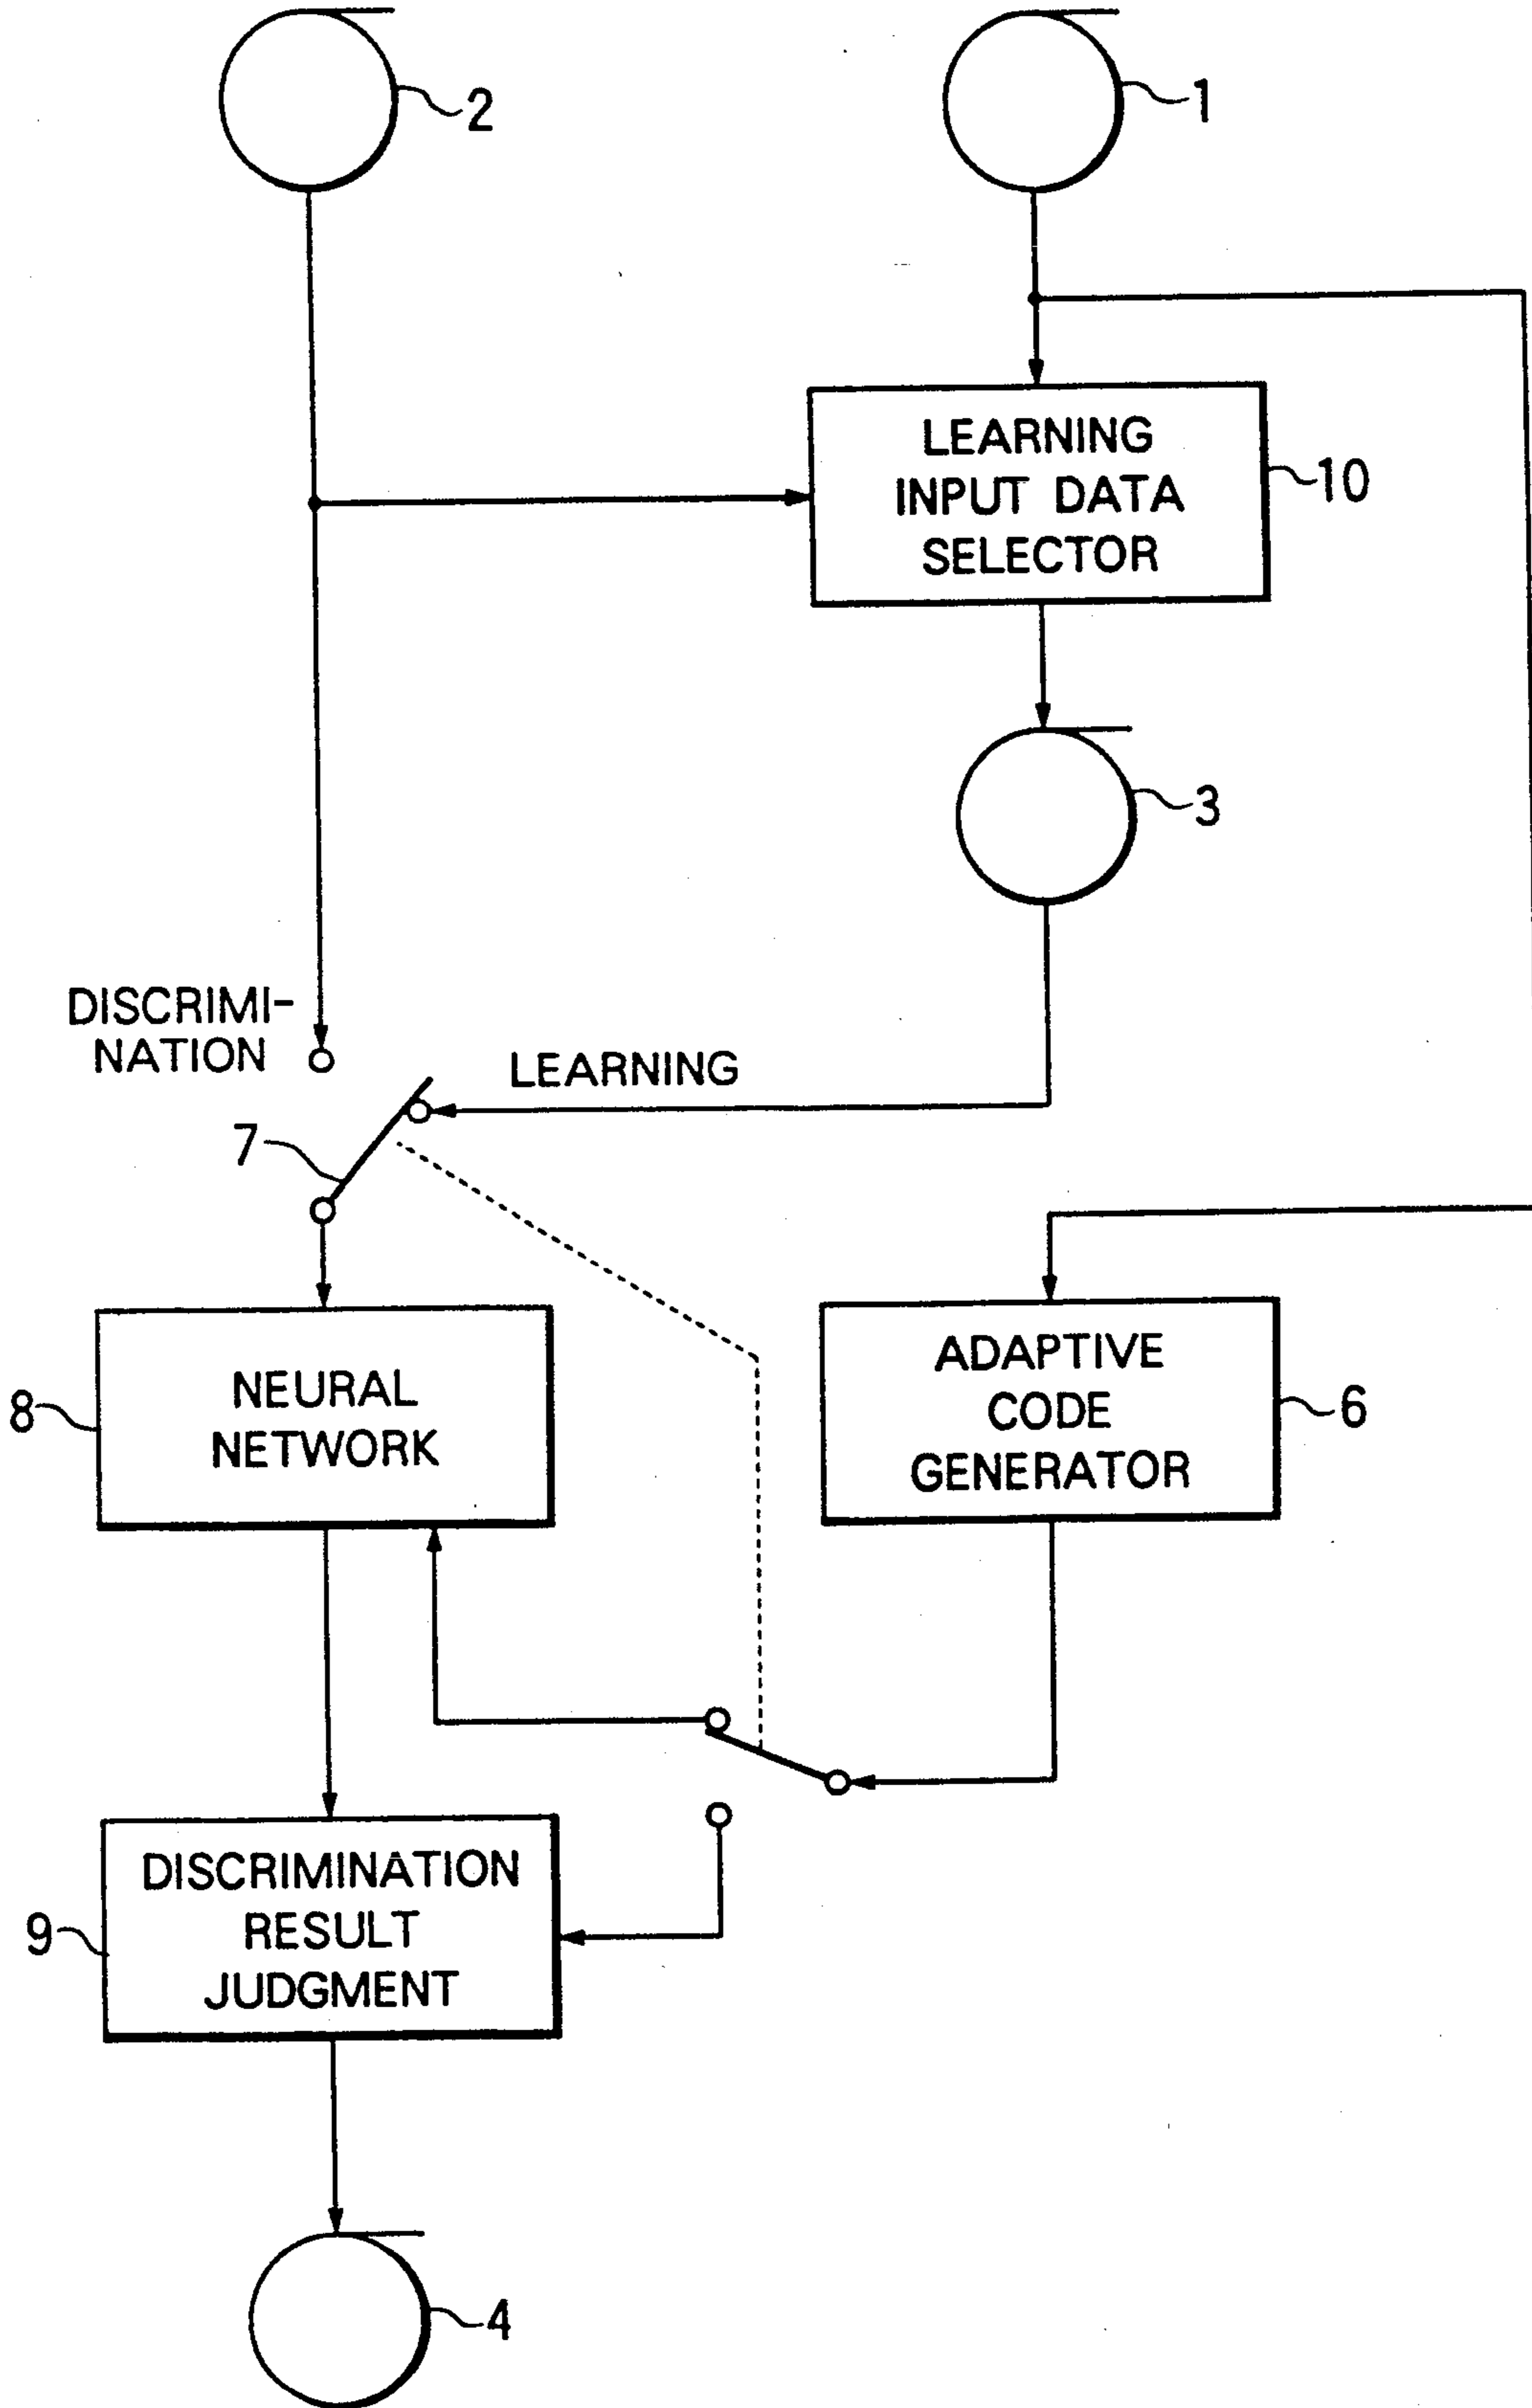 2
1
LEARNING
INPUT DATA
SELECTOR
10
3
DISCRIMI-
NATION
LEARNING
7
NEURAL
NETWORK
8
ADAPTIVE
CODE
GENERATOR
6
DISCRIMINATION
RESULT
JUDGMENT
9
4